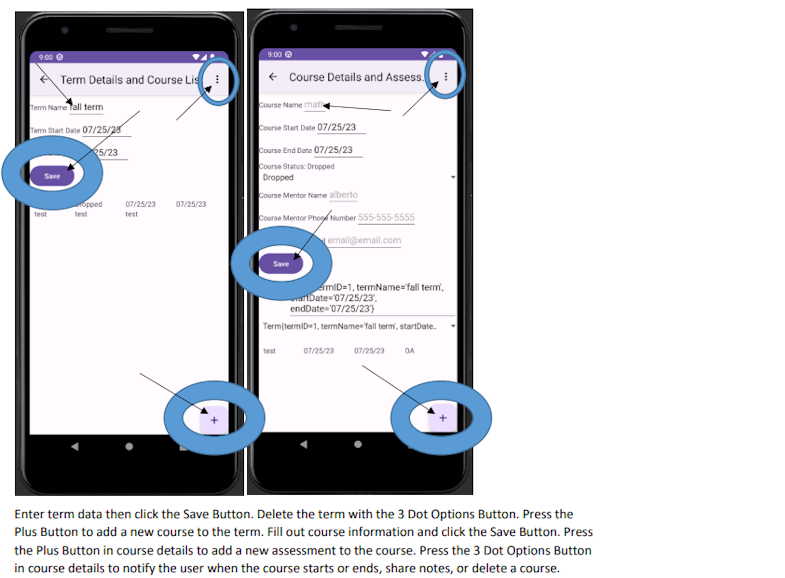 9:00
Term Details and Course Lis
Term Name fall term
Term Start Date 07/25/23
25/23
Save
Dropped 07/25/23 07/25/23
test test test
9:00
Course Details and Assess.
Course Name math
Course Start Date 07/25/23
Course End Date 07/25/23
Course Status: Dropped
Dropped
Course Mentor Name alberto
Course Mentor Phone Number 555-555-5555
email@email.com
Save
ermID=1, termName='fall term',
startDate='07/25/23',
endDate='07/25/23'}
Term{termID=1, termName='fall term', startDate..
test 07/25/23 07/25/23 OA
+
+
Enter term data then click the Save Button. Delete the term with the 3 Dot Options Button. Press the
Plus Button to add a new course to the term. Fill out course information and click the Save Button. Press
the Plus Button in course details to add a new assessment to the course. Press the 3 Dot Options Button
in course details to notify the user when the course starts or ends, share notes, or delete a course.